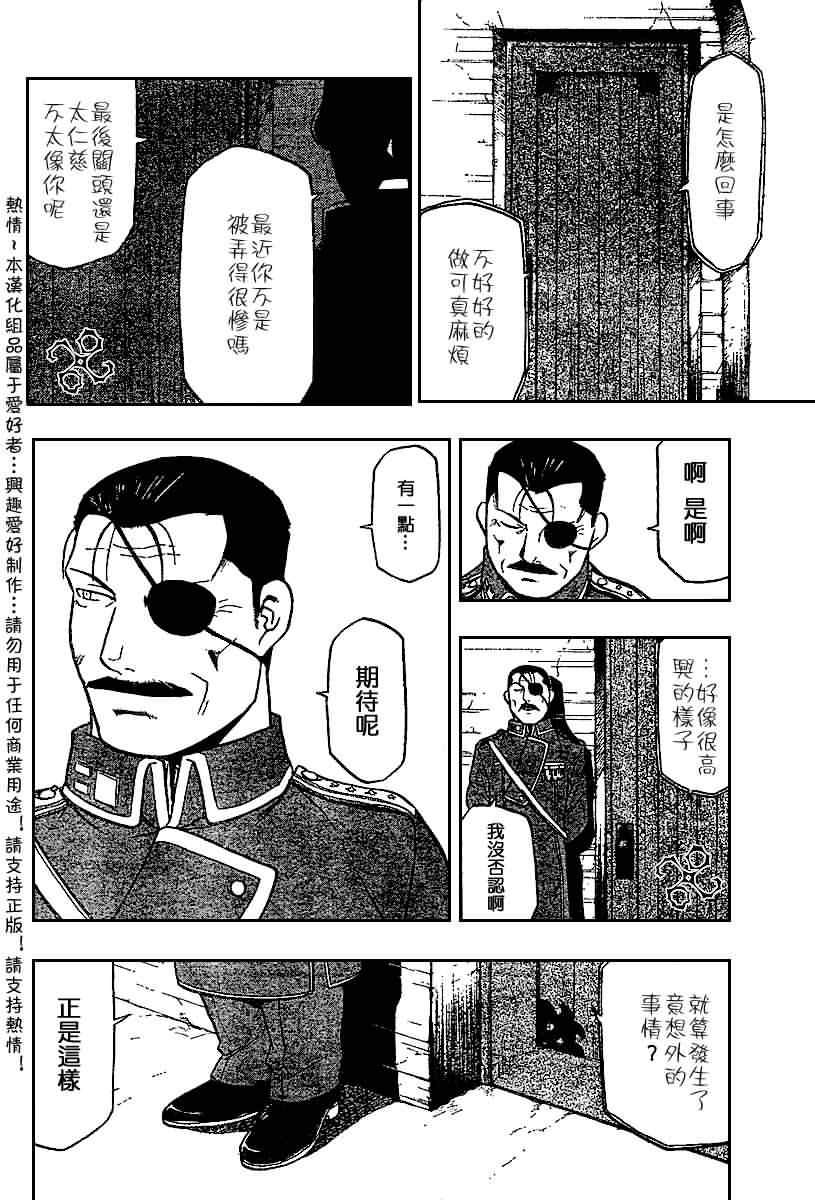 是怎麼回事
不好好的
做可真麻煩
最近你不是
被弄得很慘嗎
最後關頭還是
太仁慈
不太像你呢
啊 是啊
有一點…
期待呢
…好像很高
興的樣子
我沒否認啊
就算發生了
意想外的
事情？
正是這樣
熱情~本漢化組品屬于愛好者…興趣愛好制作…請勿用于任何商業用途！請支持正版！請支持熱情！